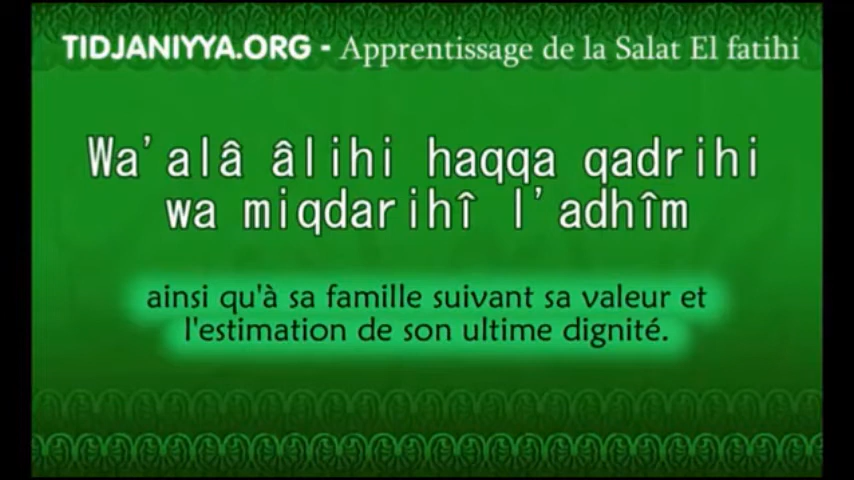 TIDJANIYYA.ORG - Apprentissage de la Salat El fatihi
Wa'alâ âlihi haqqa qadrihi
wa miqdarihî l'adhîm
ainsi qu'à sa famille suivant sa valeur et
l'estimation de son ultime dignité.